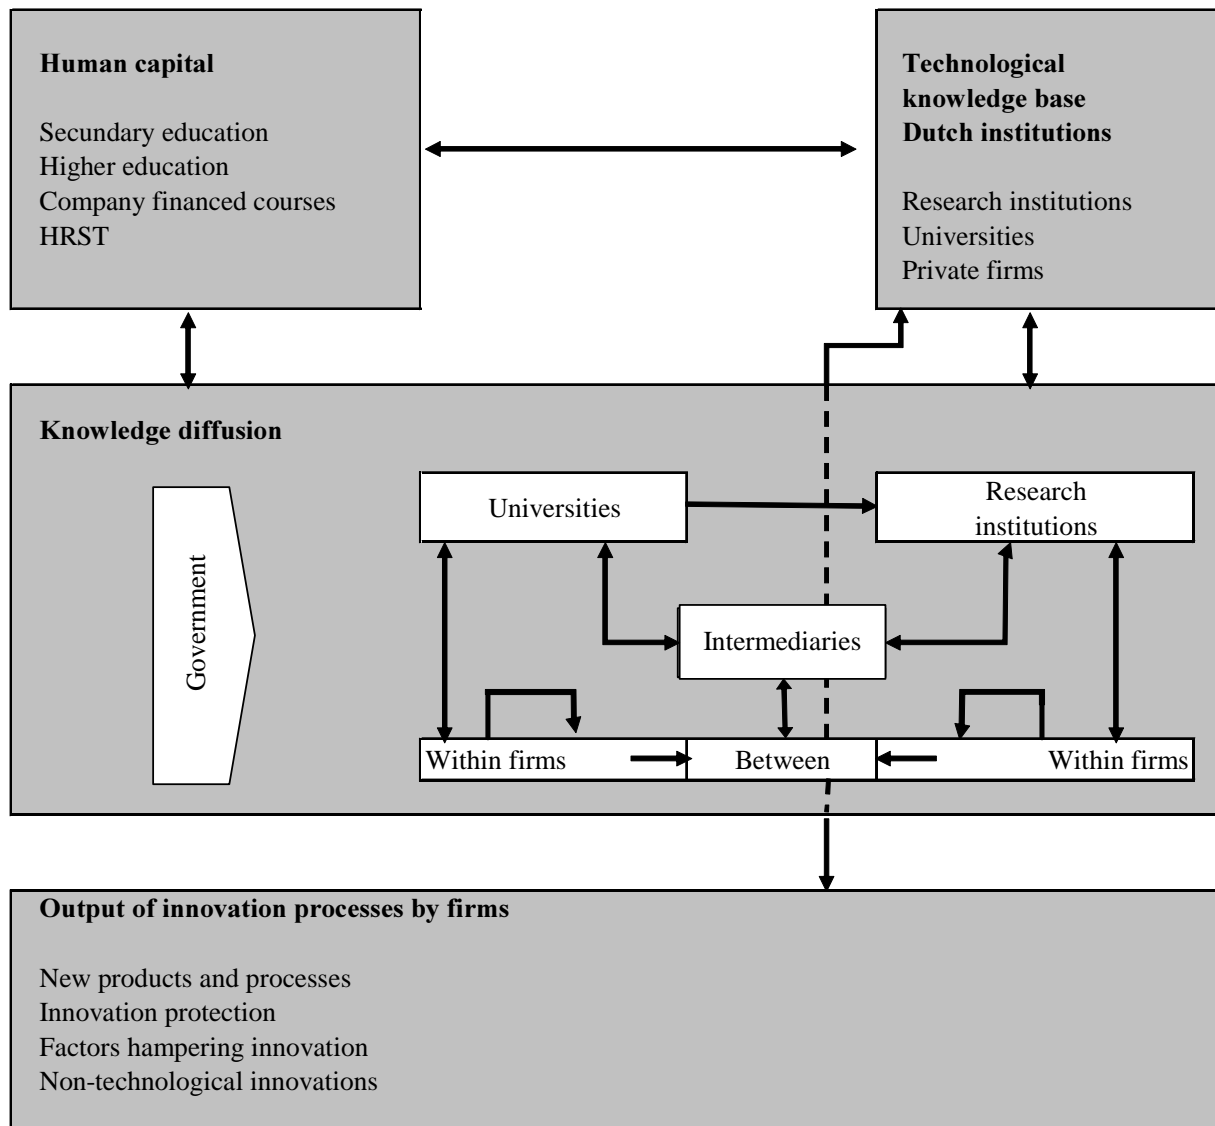 Human capital
Secundary education
Higher education
Company financed courses
HRST
Technological
knowledge base
Dutch institutions
Research institutions
Universities
Private firms
Knowledge diffusion
Government
Universities
Research
institutions
Intermediaries
Within firms
Between
Within firms
Output of innovation processes by firms
New products and processes
Innovation protection
Factors hampering innovation
Non-technological innovations